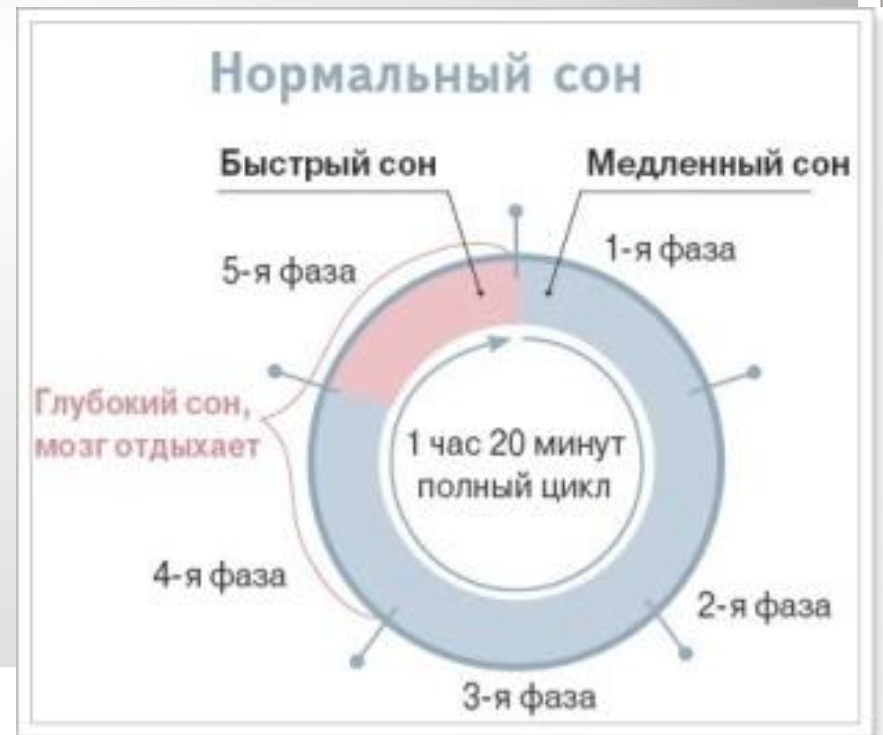 Нормальный сон
Быстрый сон
Медленный сон
5-я фаза
1-я фаза
Глубокий сон,
мозг отдыхает
1 час 20 минут
полный цикл
4-я фаза
2-я фаза
3-я фаза